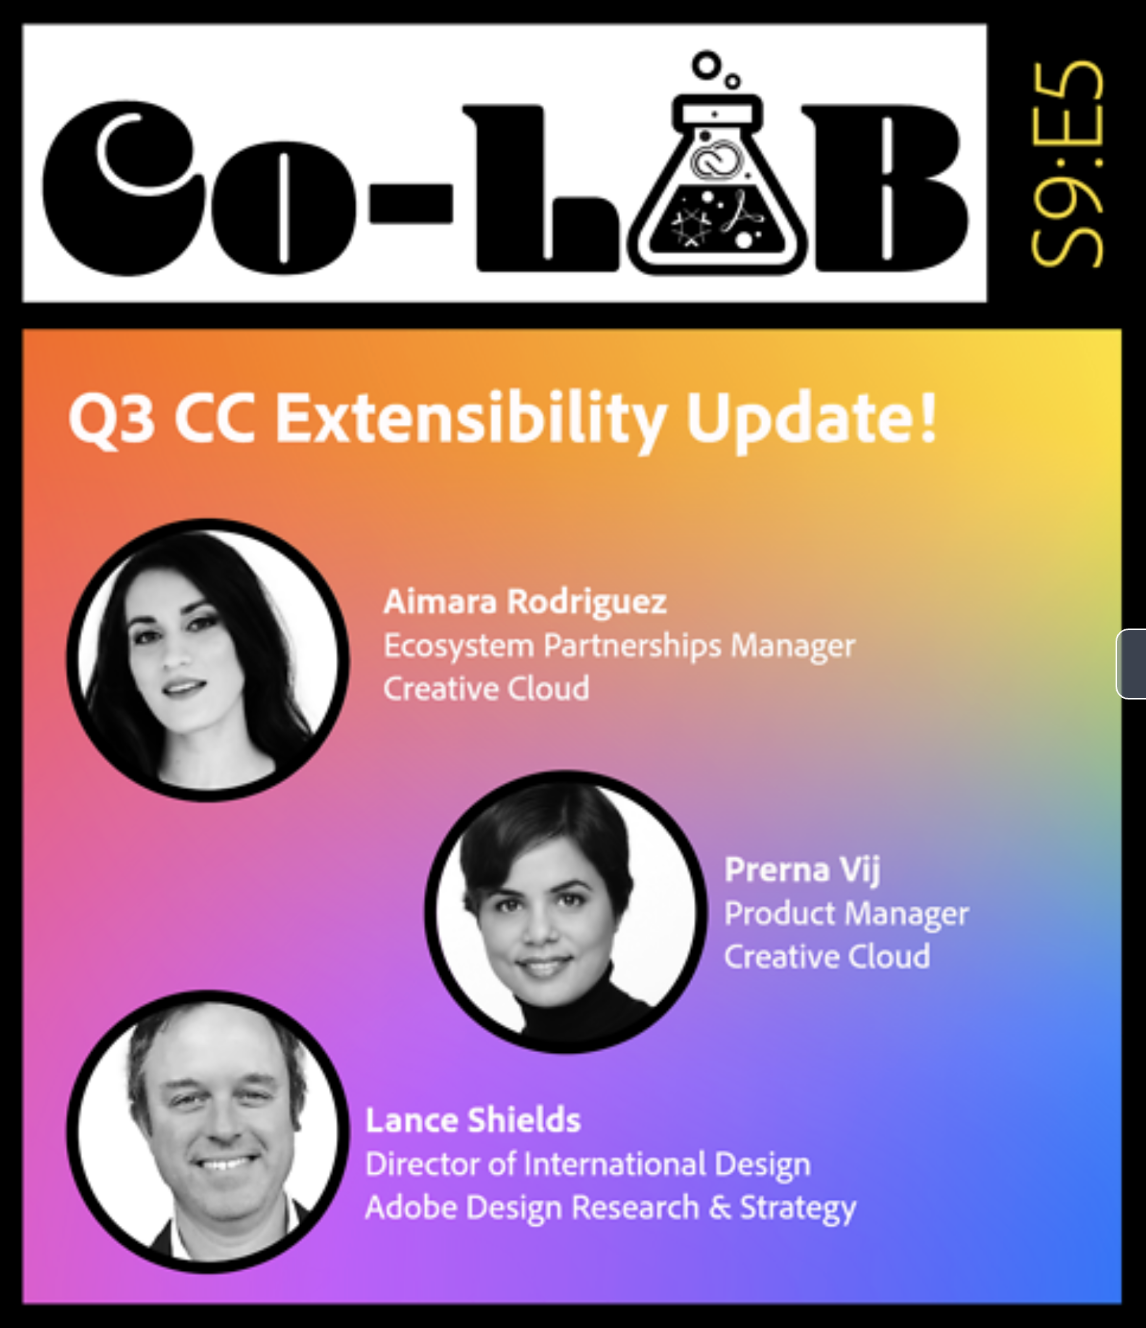 Co-LAB
S9:E5
Q3 CC Extensibility Update!
Aimara Rodriguez
Ecosystem Partnerships Manager
Creative Cloud
Prerna Vij
Product Manager
Creative Cloud
Lance Shields
Director of International Design
Adobe Design Research & Strategy